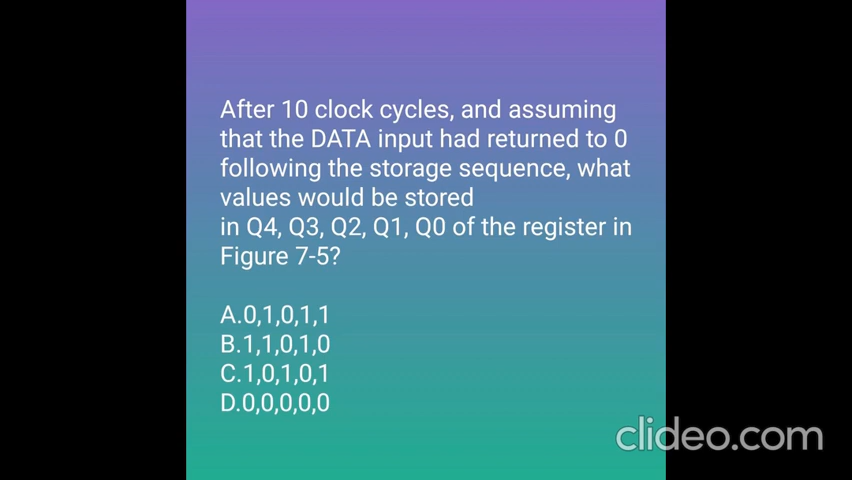 After 10 clock cycles, and assuming
that the DATA input had returned to 0
following the storage sequence, what
values would be stored
in Q4, Q3, Q2, Q1, Q0 of the register in
Figure 7-5?
A.0,1,0,1,1
B.1,1,0,1,0
C.1,0,1,0,1
D.0,0,0,0,0
clideo.com